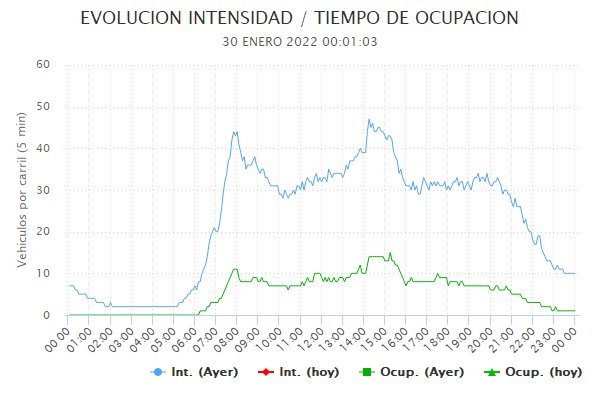 EVOLUCION INTENSIDAD / TIEMPO DE OCUPACION
30 ENERO 2022 00:01:03
Vehiculos por carril (5 min)
60
50
40
30
20
10
0
00:00 01:00 02:00 03:00 04:00 05:00 06:00 07:00 08:00 09:00 10:00 11:00 12:00 13:00 14:00 15:00 16:00 17:00 18:00 19:00 20:00 21:00 22:00 23:00 00:00
Int. (Ayer) Int. (hoy) Ocup. (Ayer) Ocup. (hoy)